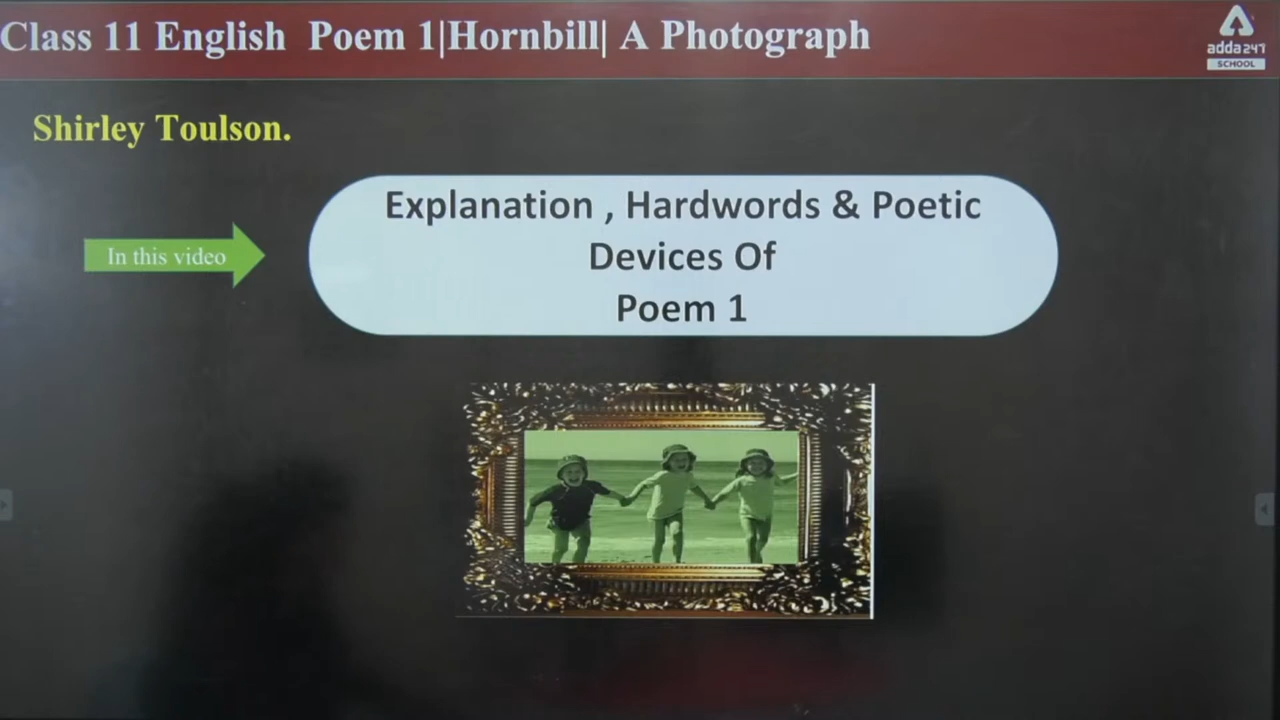 Class 11 English Poem 1|Hornbill| A Photograph
adda247
SCHOOL
Shirley Toulson.
In this video
Explanation , Hardwords & Poetic
Devices Of
Poem 1